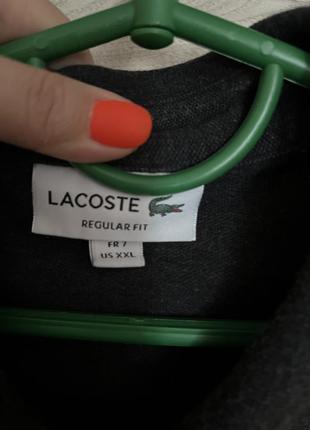 LACOSTE
REGULAR FIT
FR 7
US XXL